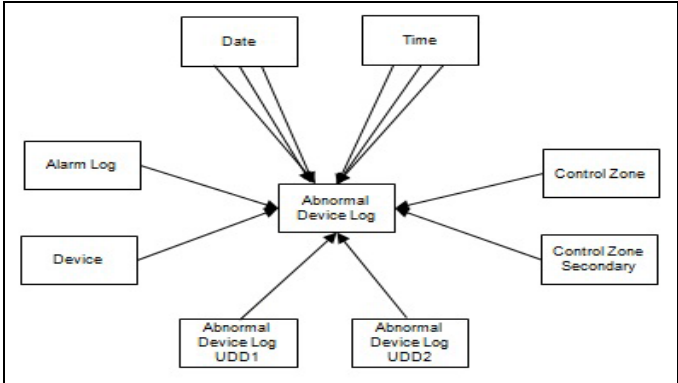 Date
Time
Alarm Log
Control Zone
Abnormal
Device Log
Device
Control Zone
Secondary
Abnormal
Device Log
UDD1
Abnormal
Device Log
UDD2